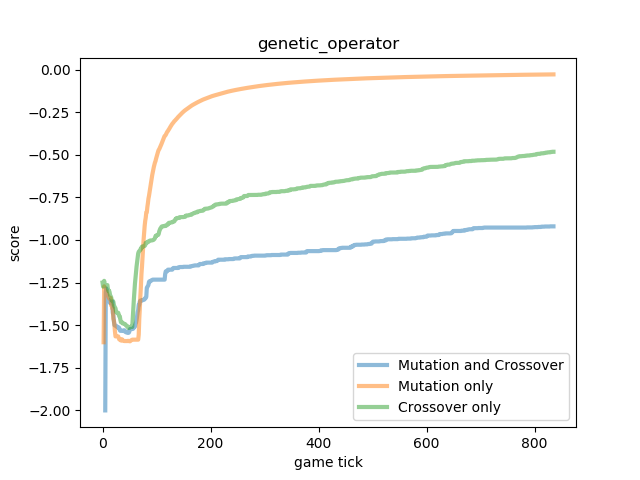 genetic_operator
0.00
−0.25
−0.50
−0.75
−1.00
−1.25
−1.50
−1.75
−2.00
score
0
200
400
600
800
game tick
Mutation and Crossover
Mutation only
Crossover only